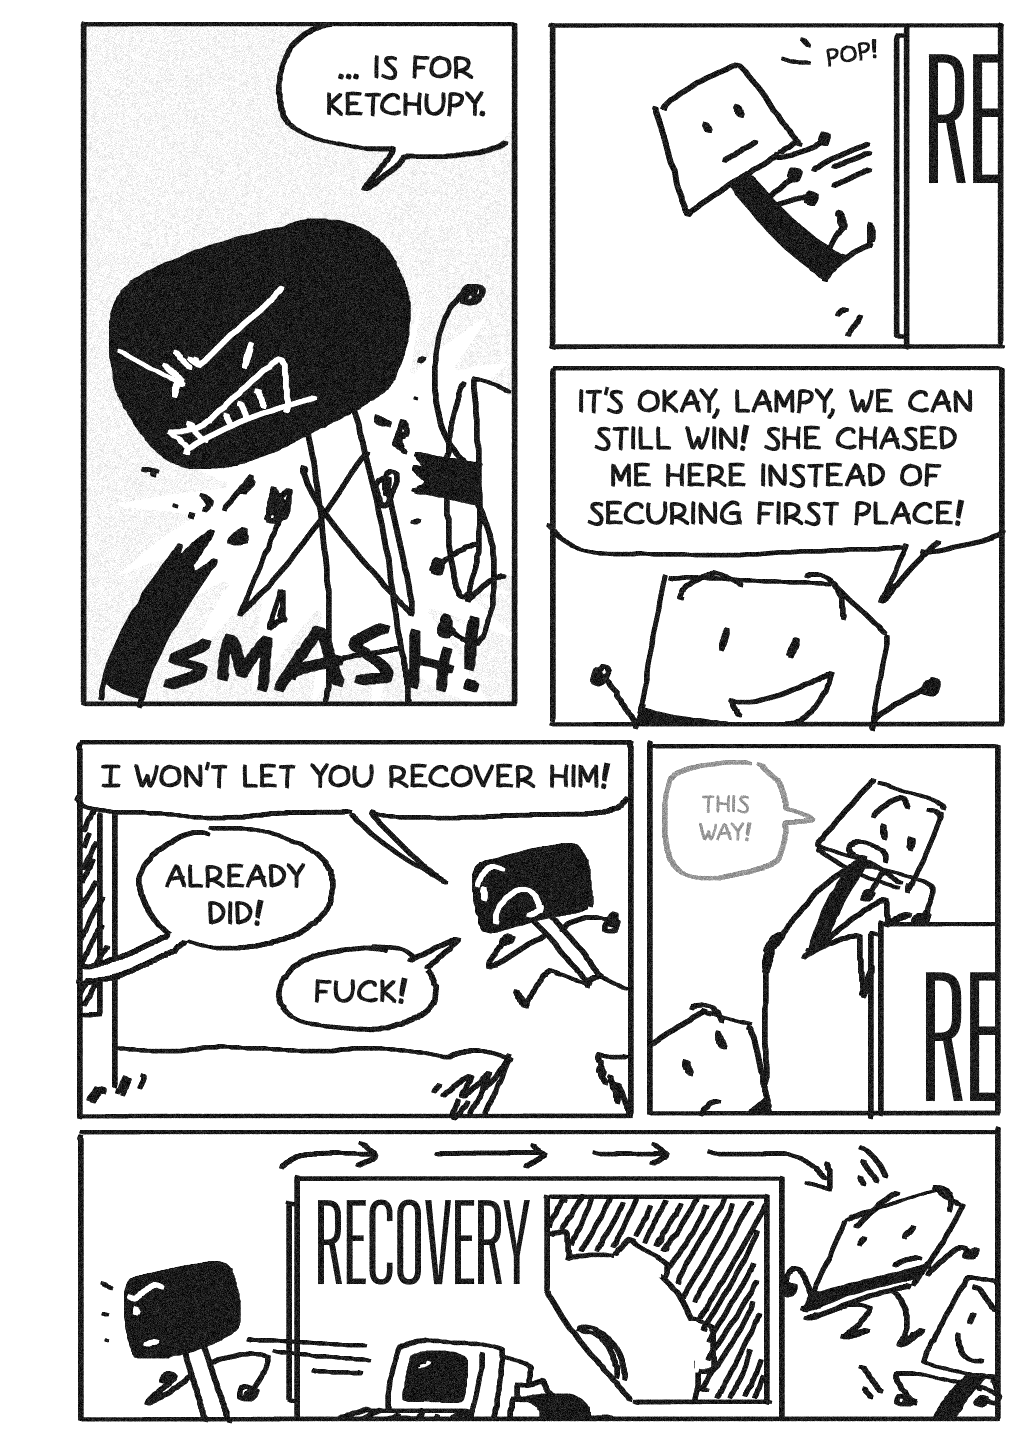 ... IS FOR
KETCHUPY.
SMASH!
POP!
RE
IT'S OKAY, LAMPY, WE CAN
STILL WIN! SHE CHASED
ME HERE INSTEAD OF
SECURING FIRST PLACE!
I WON'T LET YOU RECOVER HIM!
ALREADY
DID!
FUCK!
THIS
WAY!
RE
RECOVERY